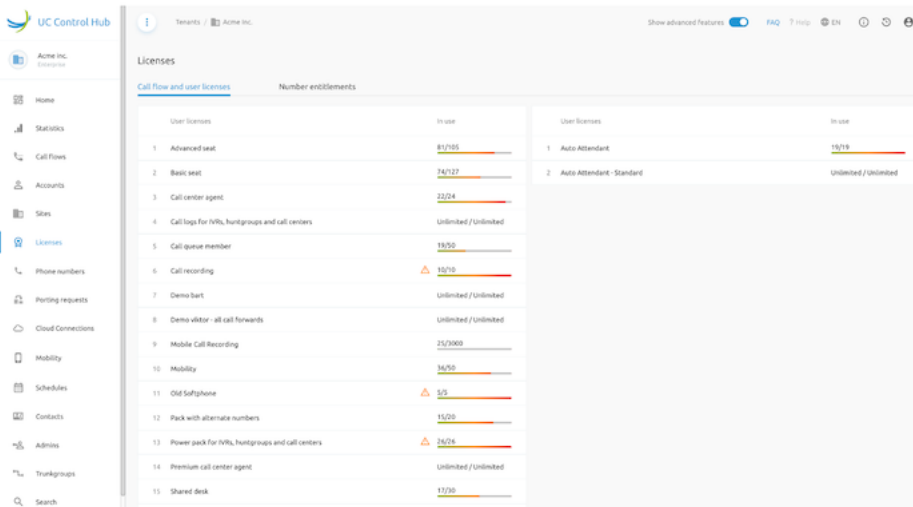 UC Control Hub
Tenants / Acme Inc.
Show advanced features
FAQ
? Help
EN
Acme Inc.
Enterprise
Home
Statistics
Call flows
Accounts
Sites
Licenses
Phone numbers
Porting requests
Cloud Connections
Mobility
Schedules
Contacts
Admins
Trunkgroups
Search
Licenses
Call flow and user licenses
Number entitlements
User licenses In use
1 Advanced seat 81/105
2 Basic seat 74/127
3 Call center agent 22/24
4 Call logs for IVRs, huntgroups and call centers Unlimited / Unlimited
5 Call queue member 19/50
6 Call recording 10/10
7 Demo bart Unlimited / Unlimited
8 Demo viktor - all call forwards Unlimited / Unlimited
9 Mobile Call Recording 25/3000
10 Mobility 36/50
11 Old Softphone 5/5
12 Pack with alternate numbers 15/20
13 Power pack for IVRs, huntgroups and call centers 26/26
14 Premium call center agent Unlimited / Unlimited
15 Shared desk 17/30
User licenses In use
1 Auto Attendant 19/19
2 Auto Attendant - Standard Unlimited / Unlimited